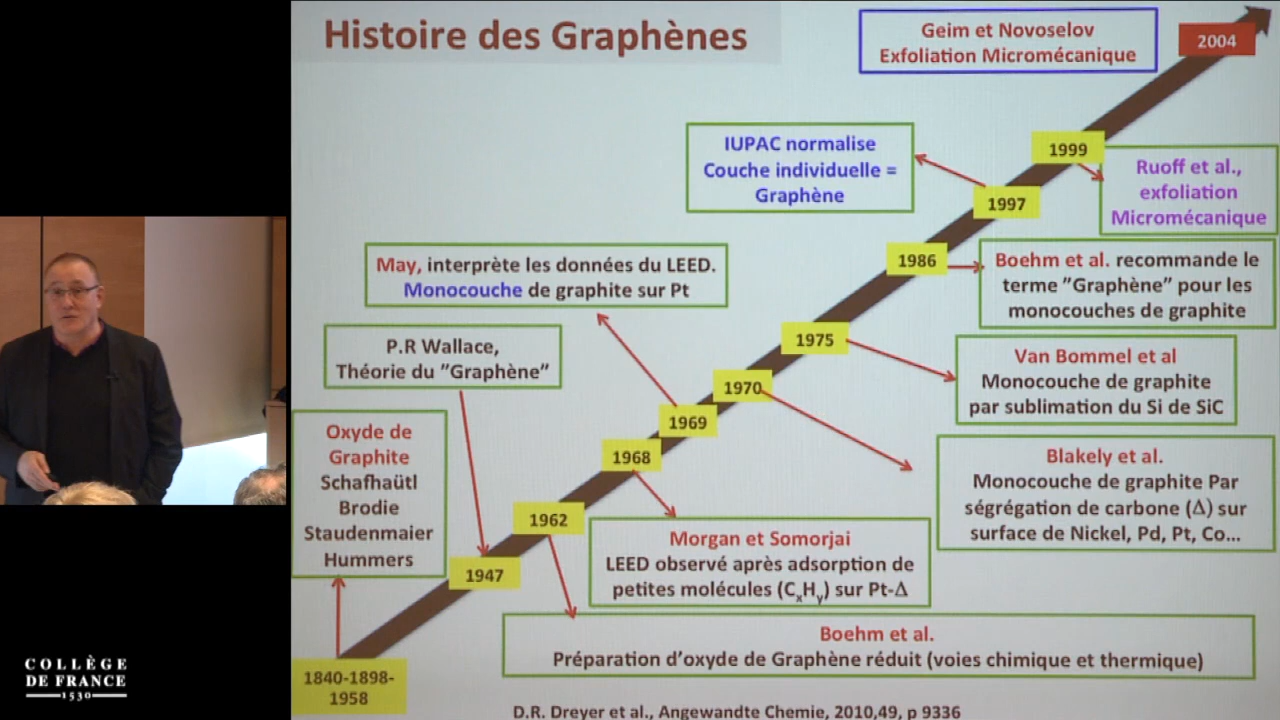 Histoire des Graphènes
Geim et Novoselov
Exfoliation Micromécanique
2004
IUPAC normalise
Couche individuelle =
Graphène
1999
Ruoff et al.,
exfoliation
Micromécanique
1997
1986
Boehm et al. recommande le
terme ”Graphène” pour les
monocouches de graphite
May, interprète les données du LEED.
Monocouche de graphite sur Pt
P.R Wallace,
Théorie du ”Graphène”
1975
Van Bommel et al
Monocouche de graphite
par sublimation du Si de SiC
1970
1969
1968
Blakely et al.
Monocouche de graphite Par
ségrégation de carbone (Δ) sur
surface de Nickel, Pd, Pt, Co...
Oxyde de
Graphite
Schafhaütl
Brodie
Staudenmaier
Hummers
1962
1947
Morgan et Somorjai
LEED observé après adsorption de
petites molécules (CxHy) sur Pt-Δ
Boehm et al.
Préparation d’oxyde de Graphène réduit (voies chimique et thermique)
1840-1898-
1958
D.R. Dreyer et al., Angewandte Chemie, 2010,49, p 9336
COLLÈGE
DE FRANCE
1530